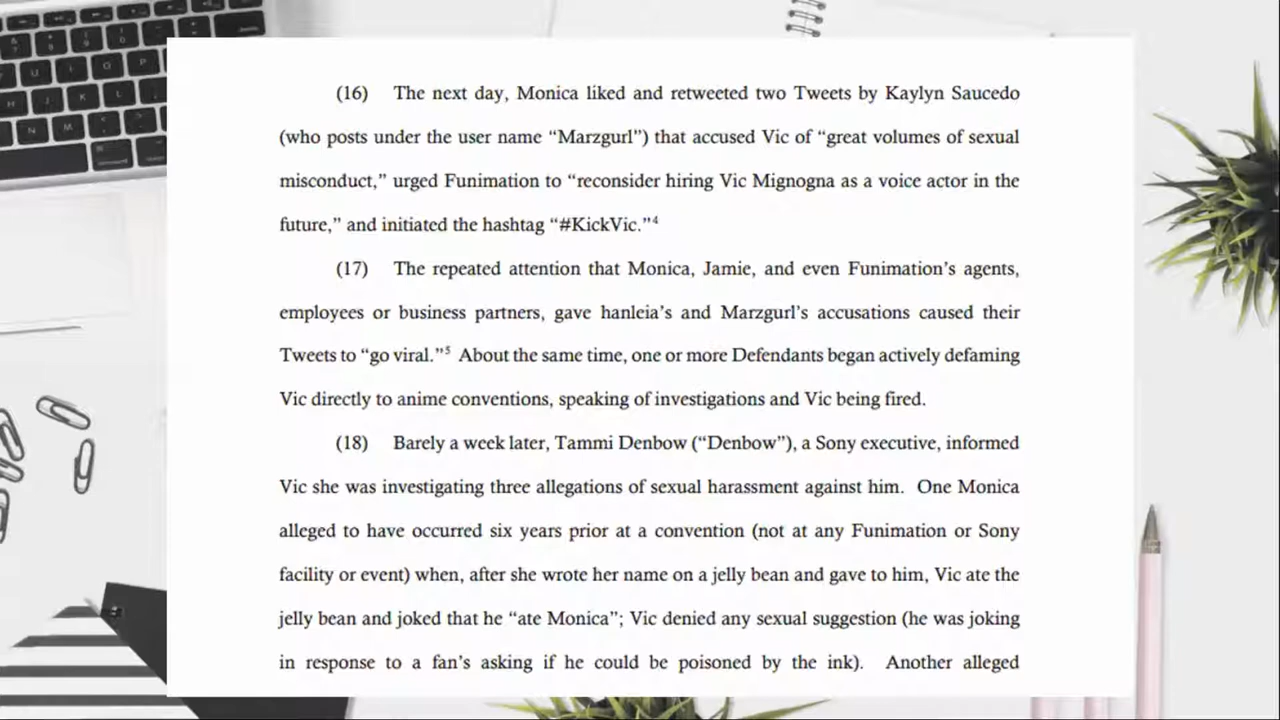 (16) The next day, Monica liked and retweeted two Tweets by Kaylyn Saucedo
(who posts under the user name “Marzgurl”) that accused Vic of “great volumes of sexual
misconduct,” urged Funimation to “reconsider hiring Vic Mignogna as a voice actor in the
future,” and initiated the hashtag “#KickVic.”⁴
(17) The repeated attention that Monica, Jamie, and even Funimation’s agents,
employees or business partners, gave hanleia’s and Marzgurl’s accusations caused their
Tweets to “go viral.”⁵ About the same time, one or more Defendants began actively defaming
Vic directly to anime conventions, speaking of investigations and Vic being fired.
(18) Barely a week later, Tammi Denbow (“Denbow”), a Sony executive, informed
Vic she was investigating three allegations of sexual harassment against him. One Monica
alleged to have occurred six years prior at a convention (not at any Funimation or Sony
facility or event) when, after she wrote her name on a jelly bean and gave to him, Vic ate the
jelly bean and joked that he “ate Monica”; Vic denied any sexual suggestion (he was joking
in response to a fan’s asking if he could be poisoned by the ink). Another alleged